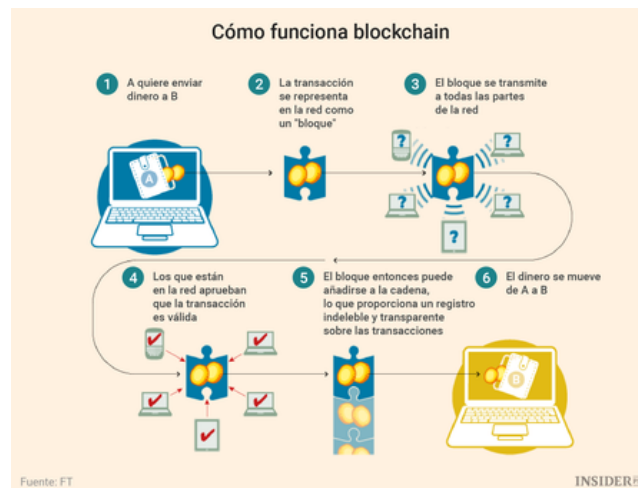 Cómo funciona blockchain
1
A quiere enviar
dinero a B
2
La transacción
se representa
en la red como
un "bloque"
3
El bloque se transmite
a todas las partes
de la red
A
?
?
?
?
?
4
Los que están
en la red aprueban
que la transacción
es válida
5
El bloque entonces puede
añadirse a la cadena,
lo que proporciona un registro
indeleble y transparente
sobre las transacciones
6
El dinero se mueve
de A a B
B
Fuente: FT
INSIDER